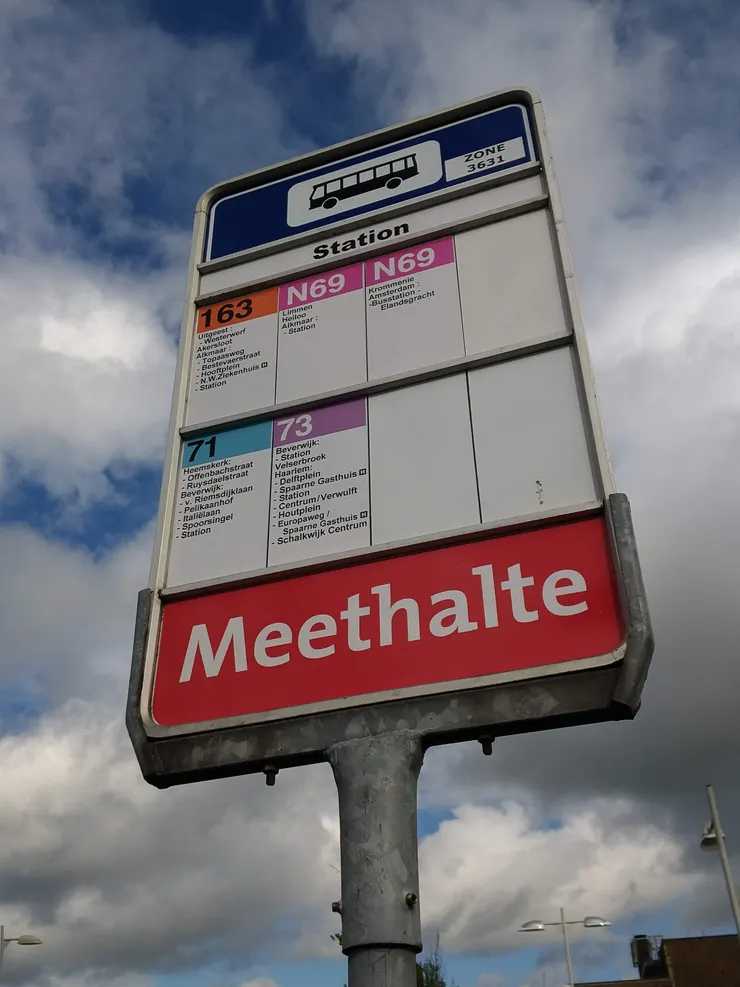 ZONE
3631
Station
163
Uitgeest :
- Westerwerf
Akersloot
Alkmaar :
- Topaasweg
- Bestevaerstraat
- Hooftplein
- N.W.Ziekenhuis H
- Station
N69
Limmen
Heiloo
Alkmaar :
- Station
N69
Krommenie
Amsterdam :
-Busstation -
Elandsgracht
71
Heemskerk:
- Offenbachstraat
- Ruysdaelstraat
Beverwijk:
- v. Riemsdijklaan
- Pelikaanhof
- Italiëlaan
- Spoorsingel
- Station
73
Beverwijk:
- Station
Velserbroek
Haarlem:
- Delftplein
- Spaarne Gasthuis H
- Station
- Centrum/Verwulft
- Houtplein
- Europaweg /
Spaarne Gasthuis H
- Schalkwijk Centrum
Meethalte